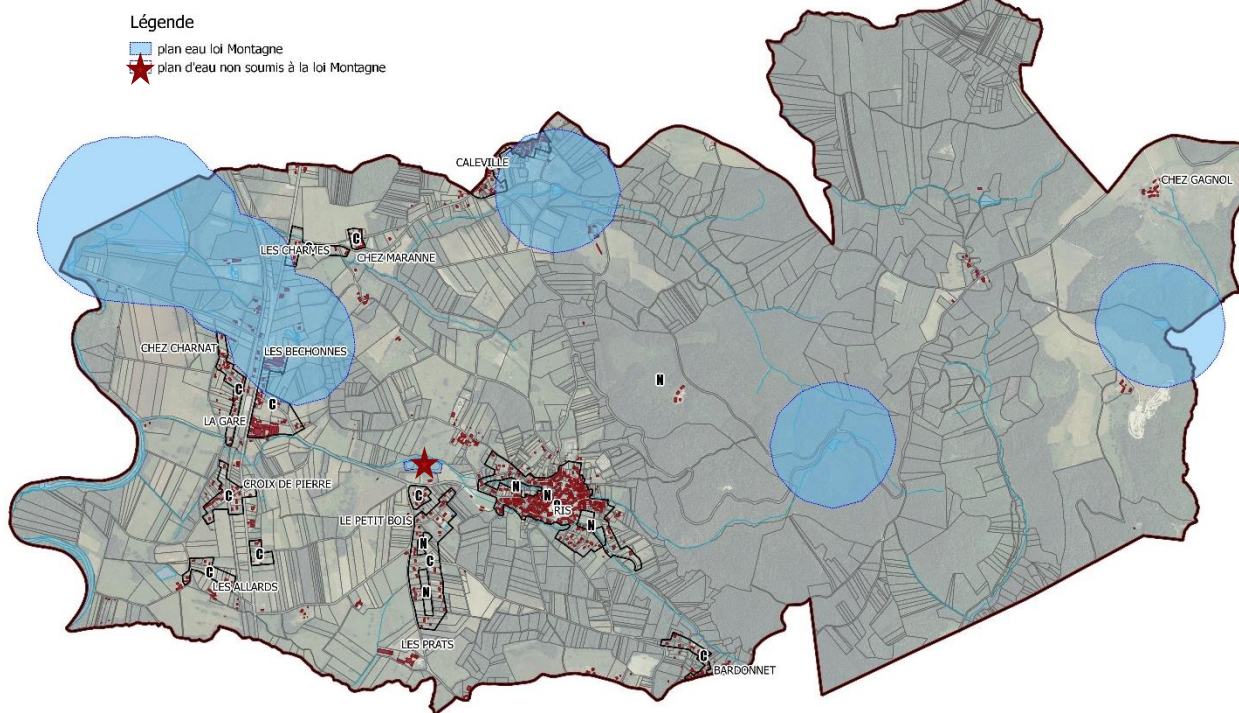 Légende
plan eau loi Montagne
plan d'eau non soumis à la loi Montagne
CALEVILLE
CHEZ GAGNOL
C
LES CHARMES
C
CHEZ MARANNE
CHEZ CHARNAT
LES BECHONNES
N
C
C
LA GARE
CROIX DE PIERRE
C
C
N
N
C
RIS
LE PETIT BOIS
N
N
C
C
C
LES ALLARDS
N
LES PRATS
C
BARDONNET